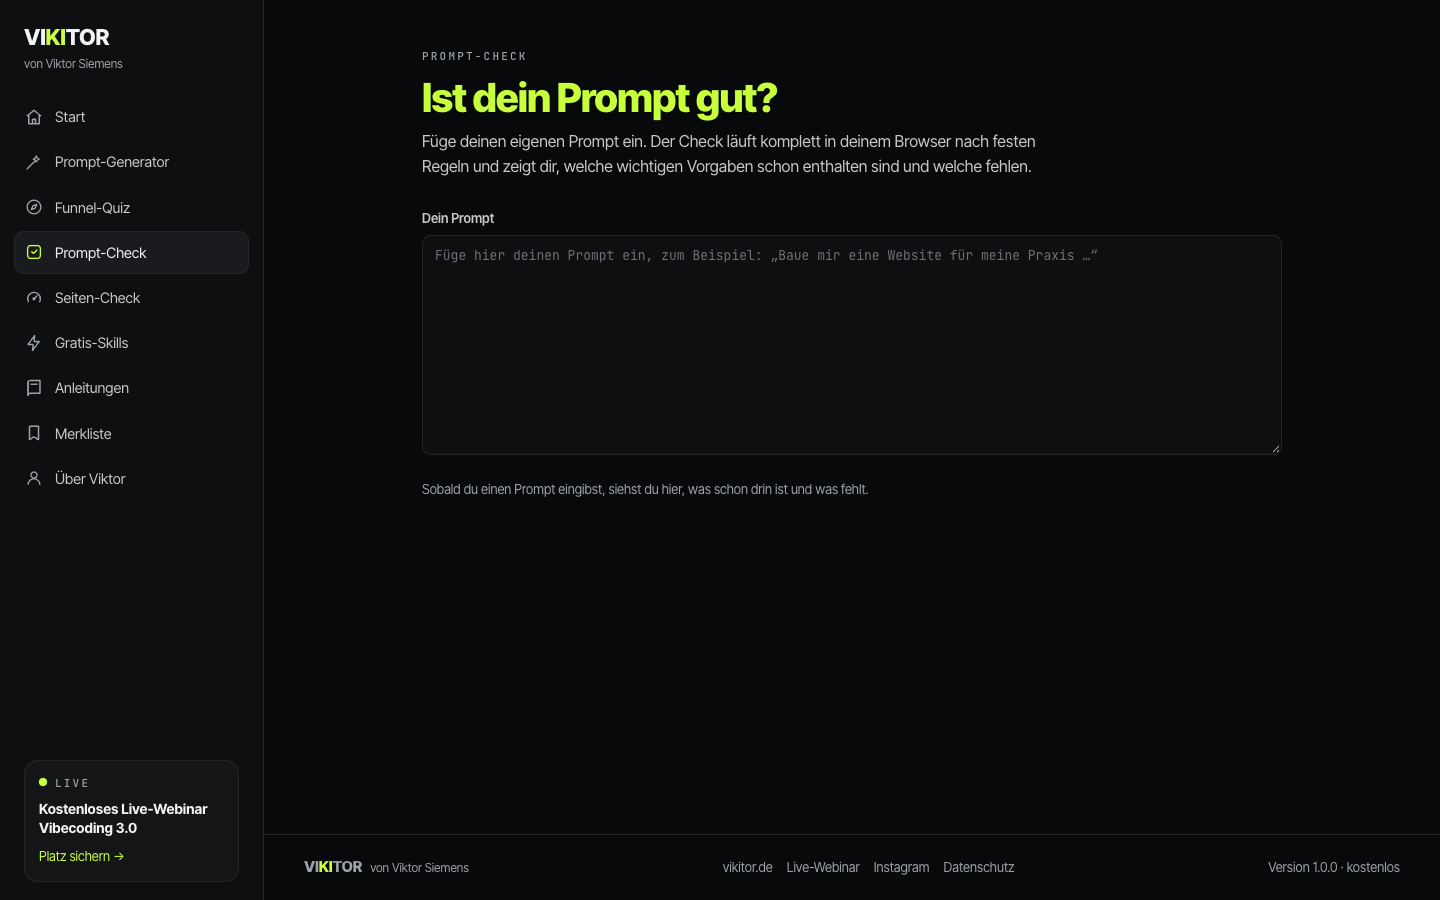 VIKITOR
von Viktor Siemens
Start
Prompt-Generator
Funnel-Quiz
Prompt-Check
Seiten-Check
Gratis-Skills
Anleitungen
Merkliste
Über Viktor
LIVE
Kostenloses Live-Webinar
Vibecoding 3.0
Platz sichern →
PROMPT-CHECK
Ist dein Prompt gut?
Füge deinen eigenen Prompt ein. Der Check läuft komplett in deinem Browser nach festen
Regeln und zeigt dir, welche wichtigen Vorgaben schon enthalten sind und welche fehlen.
Dein Prompt
Füge hier deinen Prompt ein, zum Beispiel: „Baue mir eine Website für meine Praxis …“
Sobald du einen Prompt eingibst, siehst du hier, was schon drin ist und was fehlt.
VIKITOR von Viktor Siemens
vikitor.de Live-Webinar Instagram Datenschutz
Version 1.0.0 · kostenlos